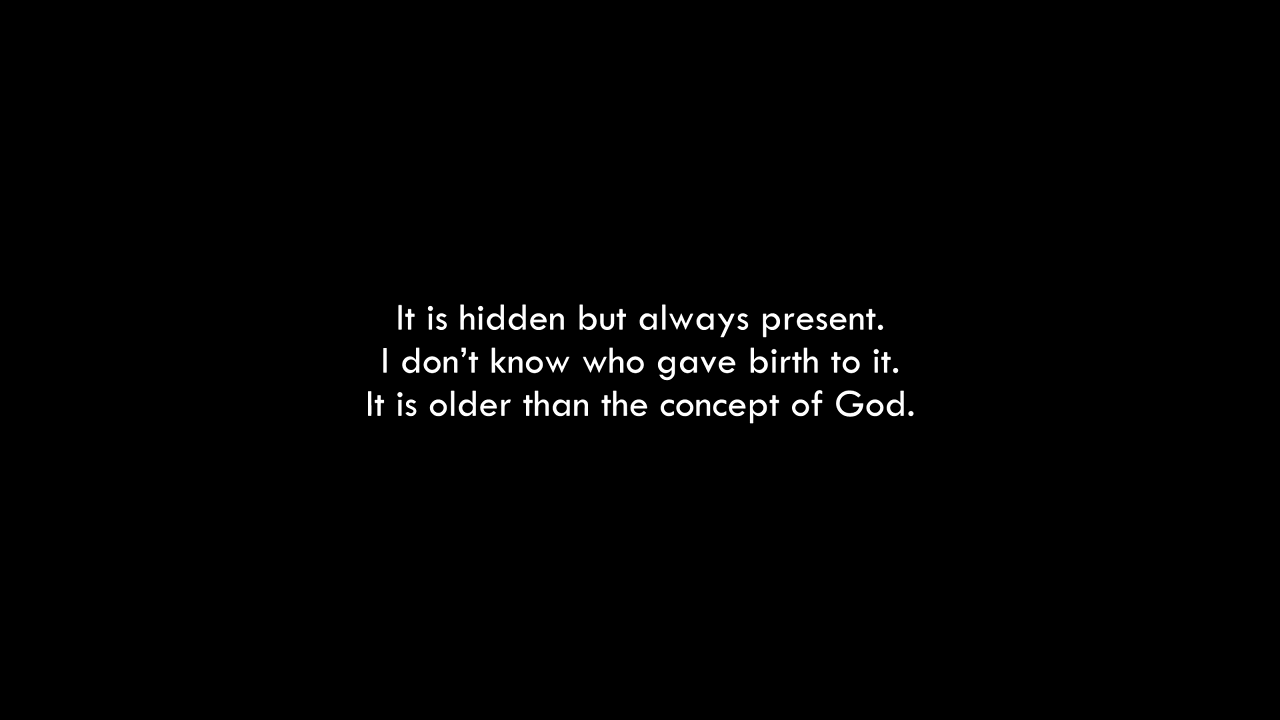 It is hidden but always present.
I don’t know who gave birth to it.
It is older than the concept of God.